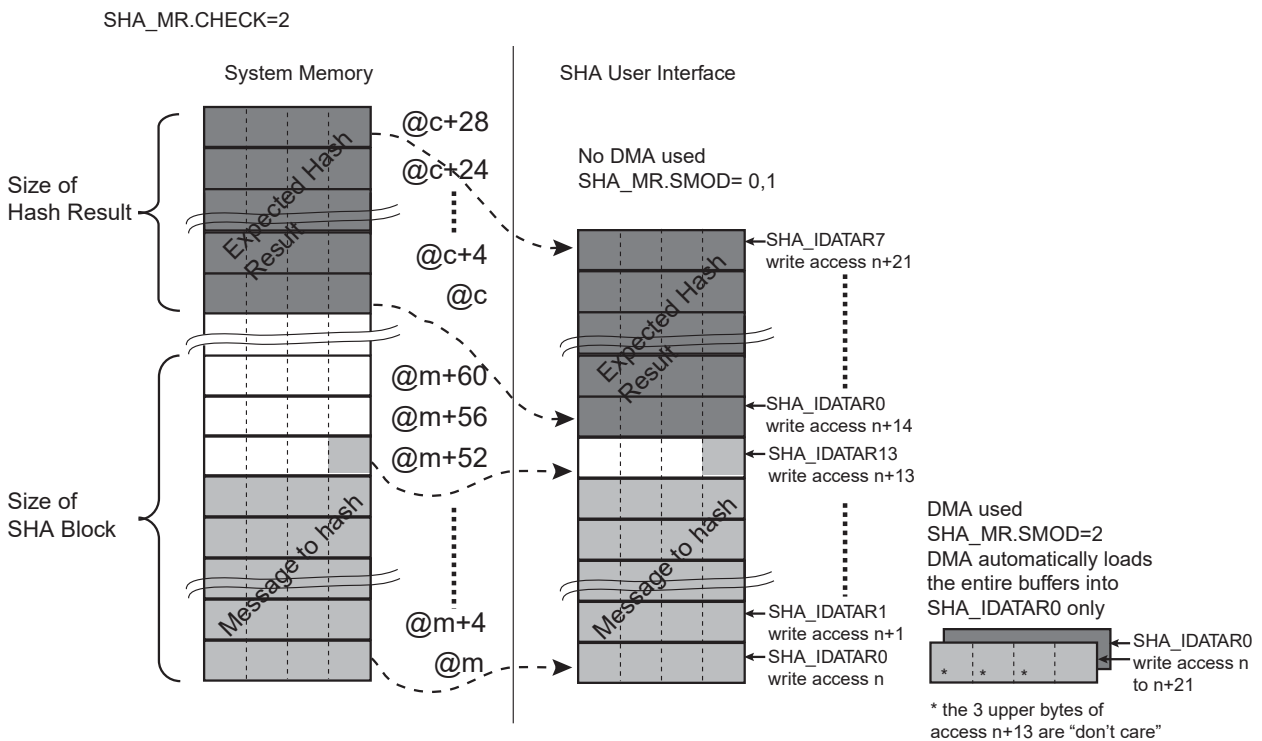 SHA_MR.CHECK=2
System Memory
SHA User Interface
Size of
Hash Result
Expected Hash
Result
@c+28
@c+24
@c+4
@c
No DMA used
SHA_MR.SMOD= 0,1
Expected Hash
Result
SHA_IDATAR7
write access n+21
SHA_IDATAR0
write access n+14
SHA_IDATAR13
write access n+13
Size of
SHA Block
Message to hash
@m+60
@m+56
@m+52
@m+4
@m
Message to hash
SHA_IDATAR1
write access n+1
SHA_IDATAR0
write access n
DMA used
SHA_MR.SMOD=2
DMA automatically loads
the entire buffers into
SHA_IDATAR0 only
* * *
SHA_IDATAR0
write access n
to n+21
* the 3 upper bytes of
access n+13 are “don’t care”